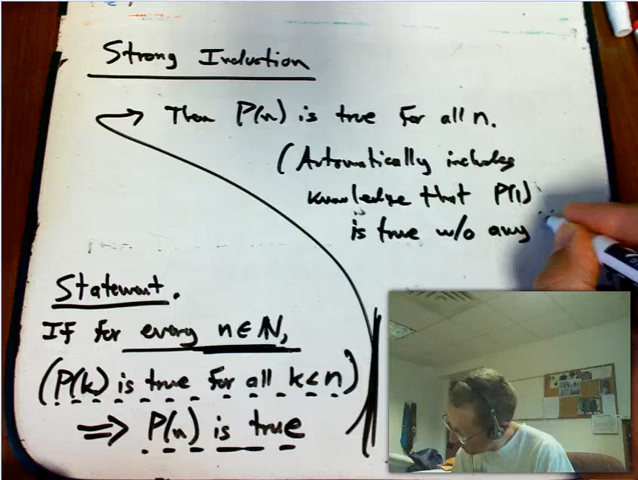 Strong Induction
Then P(n) is true for all n.
(Automatically includes
knowledge that P(1)
is true w/o any
Statement.
If for every n∈ℕ,
(P(k) is true for all k<n)
⇒ P(n) is true